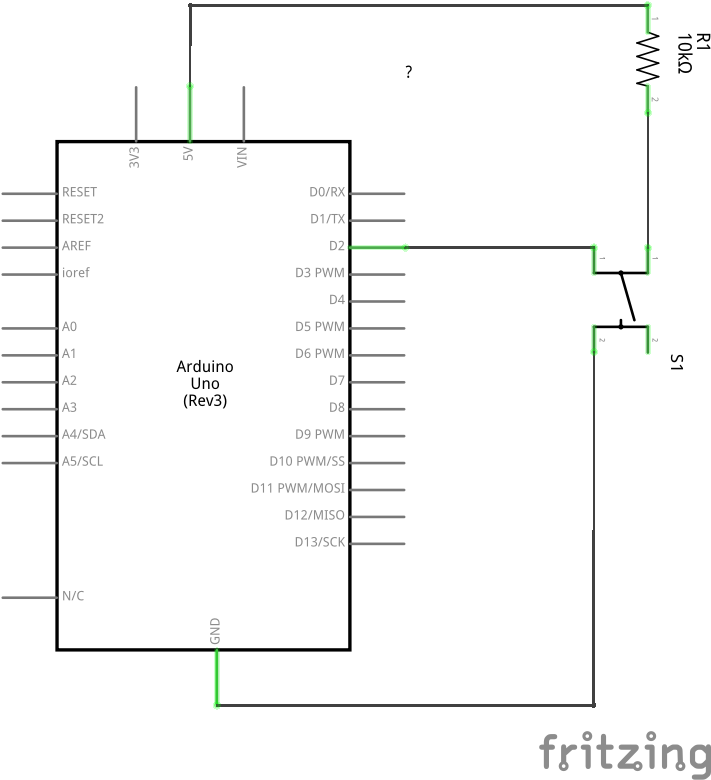 1
R1
10kΩ
2
?
3V3
5V
VIN
RESET
D0/RX
RESET2
D1/TX
AREF
D2
ioref
D3 PWM
D4
1
1
A0
D5 PWM
A1
D6 PWM
2
2
S1
Arduino
Uno
(Rev3)
A2
D7
A3
D8
A4/SDA
D9 PWM
A5/SCL
D10 PWM/SS
D11 PWM/MOSI
D12/MISO
D13/SCK
N/C
GND
fritzing